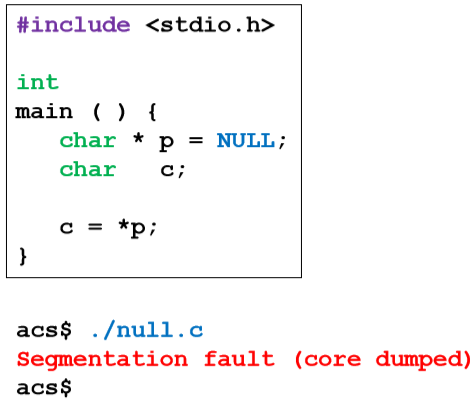 #include <stdio.h>
int
main ( ) {
char * p = NULL;
char c;
c = *p;
}
acs$ ./null.c
Segmentation fault (core dumped)
acs$